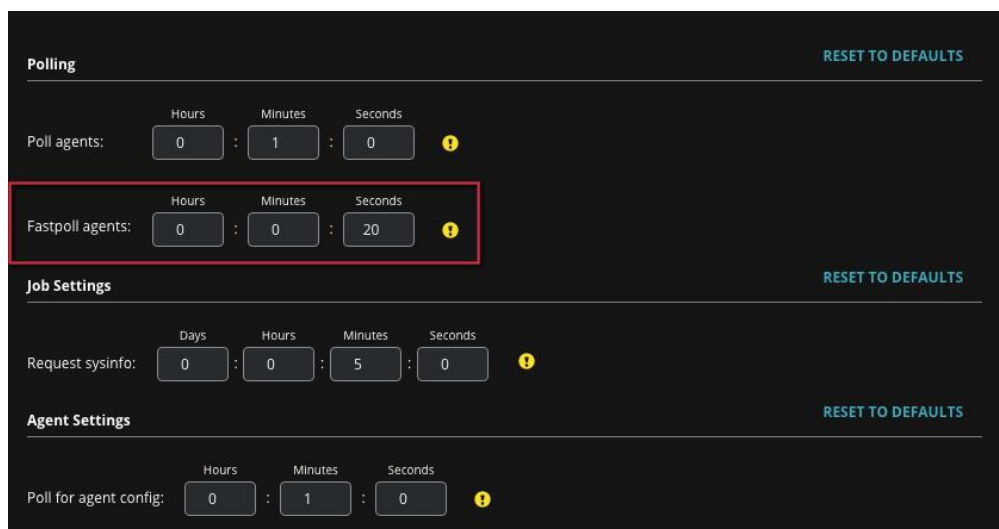 Polling RESET TO DEFAULTS
Hours Minutes Seconds
Poll agents: 0 : 1 : 0
Hours Minutes Seconds
Fastpoll agents: 0 : 0 : 20
Job Settings RESET TO DEFAULTS
Days Hours Minutes Seconds
Request sysinfo: 0 : 0 : 5 : 0
Agent Settings RESET TO DEFAULTS
Hours Minutes Seconds
Poll for agent config: 0 : 1 : 0